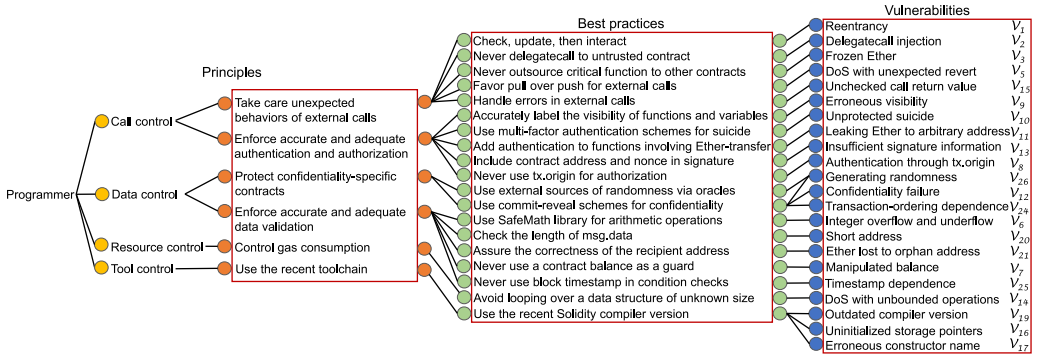 Vulnerabilities
Best practices
Principles
Programmer
Call control
Data control
Resource control
Tool control
Take care unexpected
behaviors of external calls
Enforce accurate and adequate
authentication and authorization
Protect confidentiality-specific
contracts
Enforce accurate and adequate
data validation
Control gas consumption
Use the recent toolchain
Check, update, then interact
Never delegatecall to untrusted contract
Never outsource critical function to other contracts
Favor pull over push for external calls
Handle errors in external calls
Accurately label the visibility of functions and variables
Use multi-factor authentication schemes for suicide
Add authentication to functions involving Ether-transfer
Include contract address and nonce in signature
Never use tx.origin for authorization
Use external sources of randomness via oracles
Use commit-reveal schemes for confidentiality
Use SafeMath library for arithmetic operations
Check the length of msg.data
Assure the correctness of the recipient address
Never use a contract balance as a guard
Never use block timestamp in condition checks
Avoid looping over a data structure of unknown size
Use the recent Solidity compiler version
Reentrancy V1
Delegatecall injection V2
Frozen Ether V3
DoS with unexpected revert V5
Unchecked call return value V15
Erroneous visibility V9
Unprotected suicide V10
Leaking Ether to arbitrary address V11
Insufficient signature information V13
Authentication through tx.origin V8
Generating randomness V26
Confidentiality failure V12
Transaction-ordering dependence V24
Integer overflow and underflow V6
Short address V20
Ether lost to orphan address V21
Manipulated balance V7
Timestamp dependence V25
DoS with unbounded operations V14
Outdated compiler version V19
Uninitialized storage pointers V16
Erroneous constructor name V17